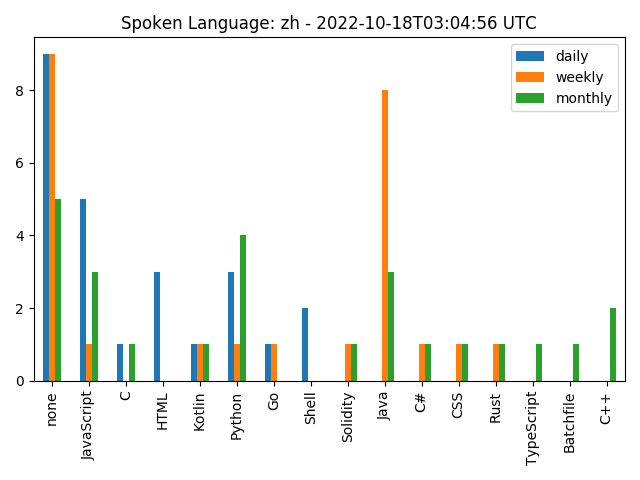 Spoken Language: zh - 2022-10-18T03:04:56 UTC
daily
weekly
monthly
8
6
4
2
0
none
JavaScript
C
HTML
Kotlin
Python
Go
Shell
Solidity
Java
C#
CSS
Rust
TypeScript
Batchfile
C++